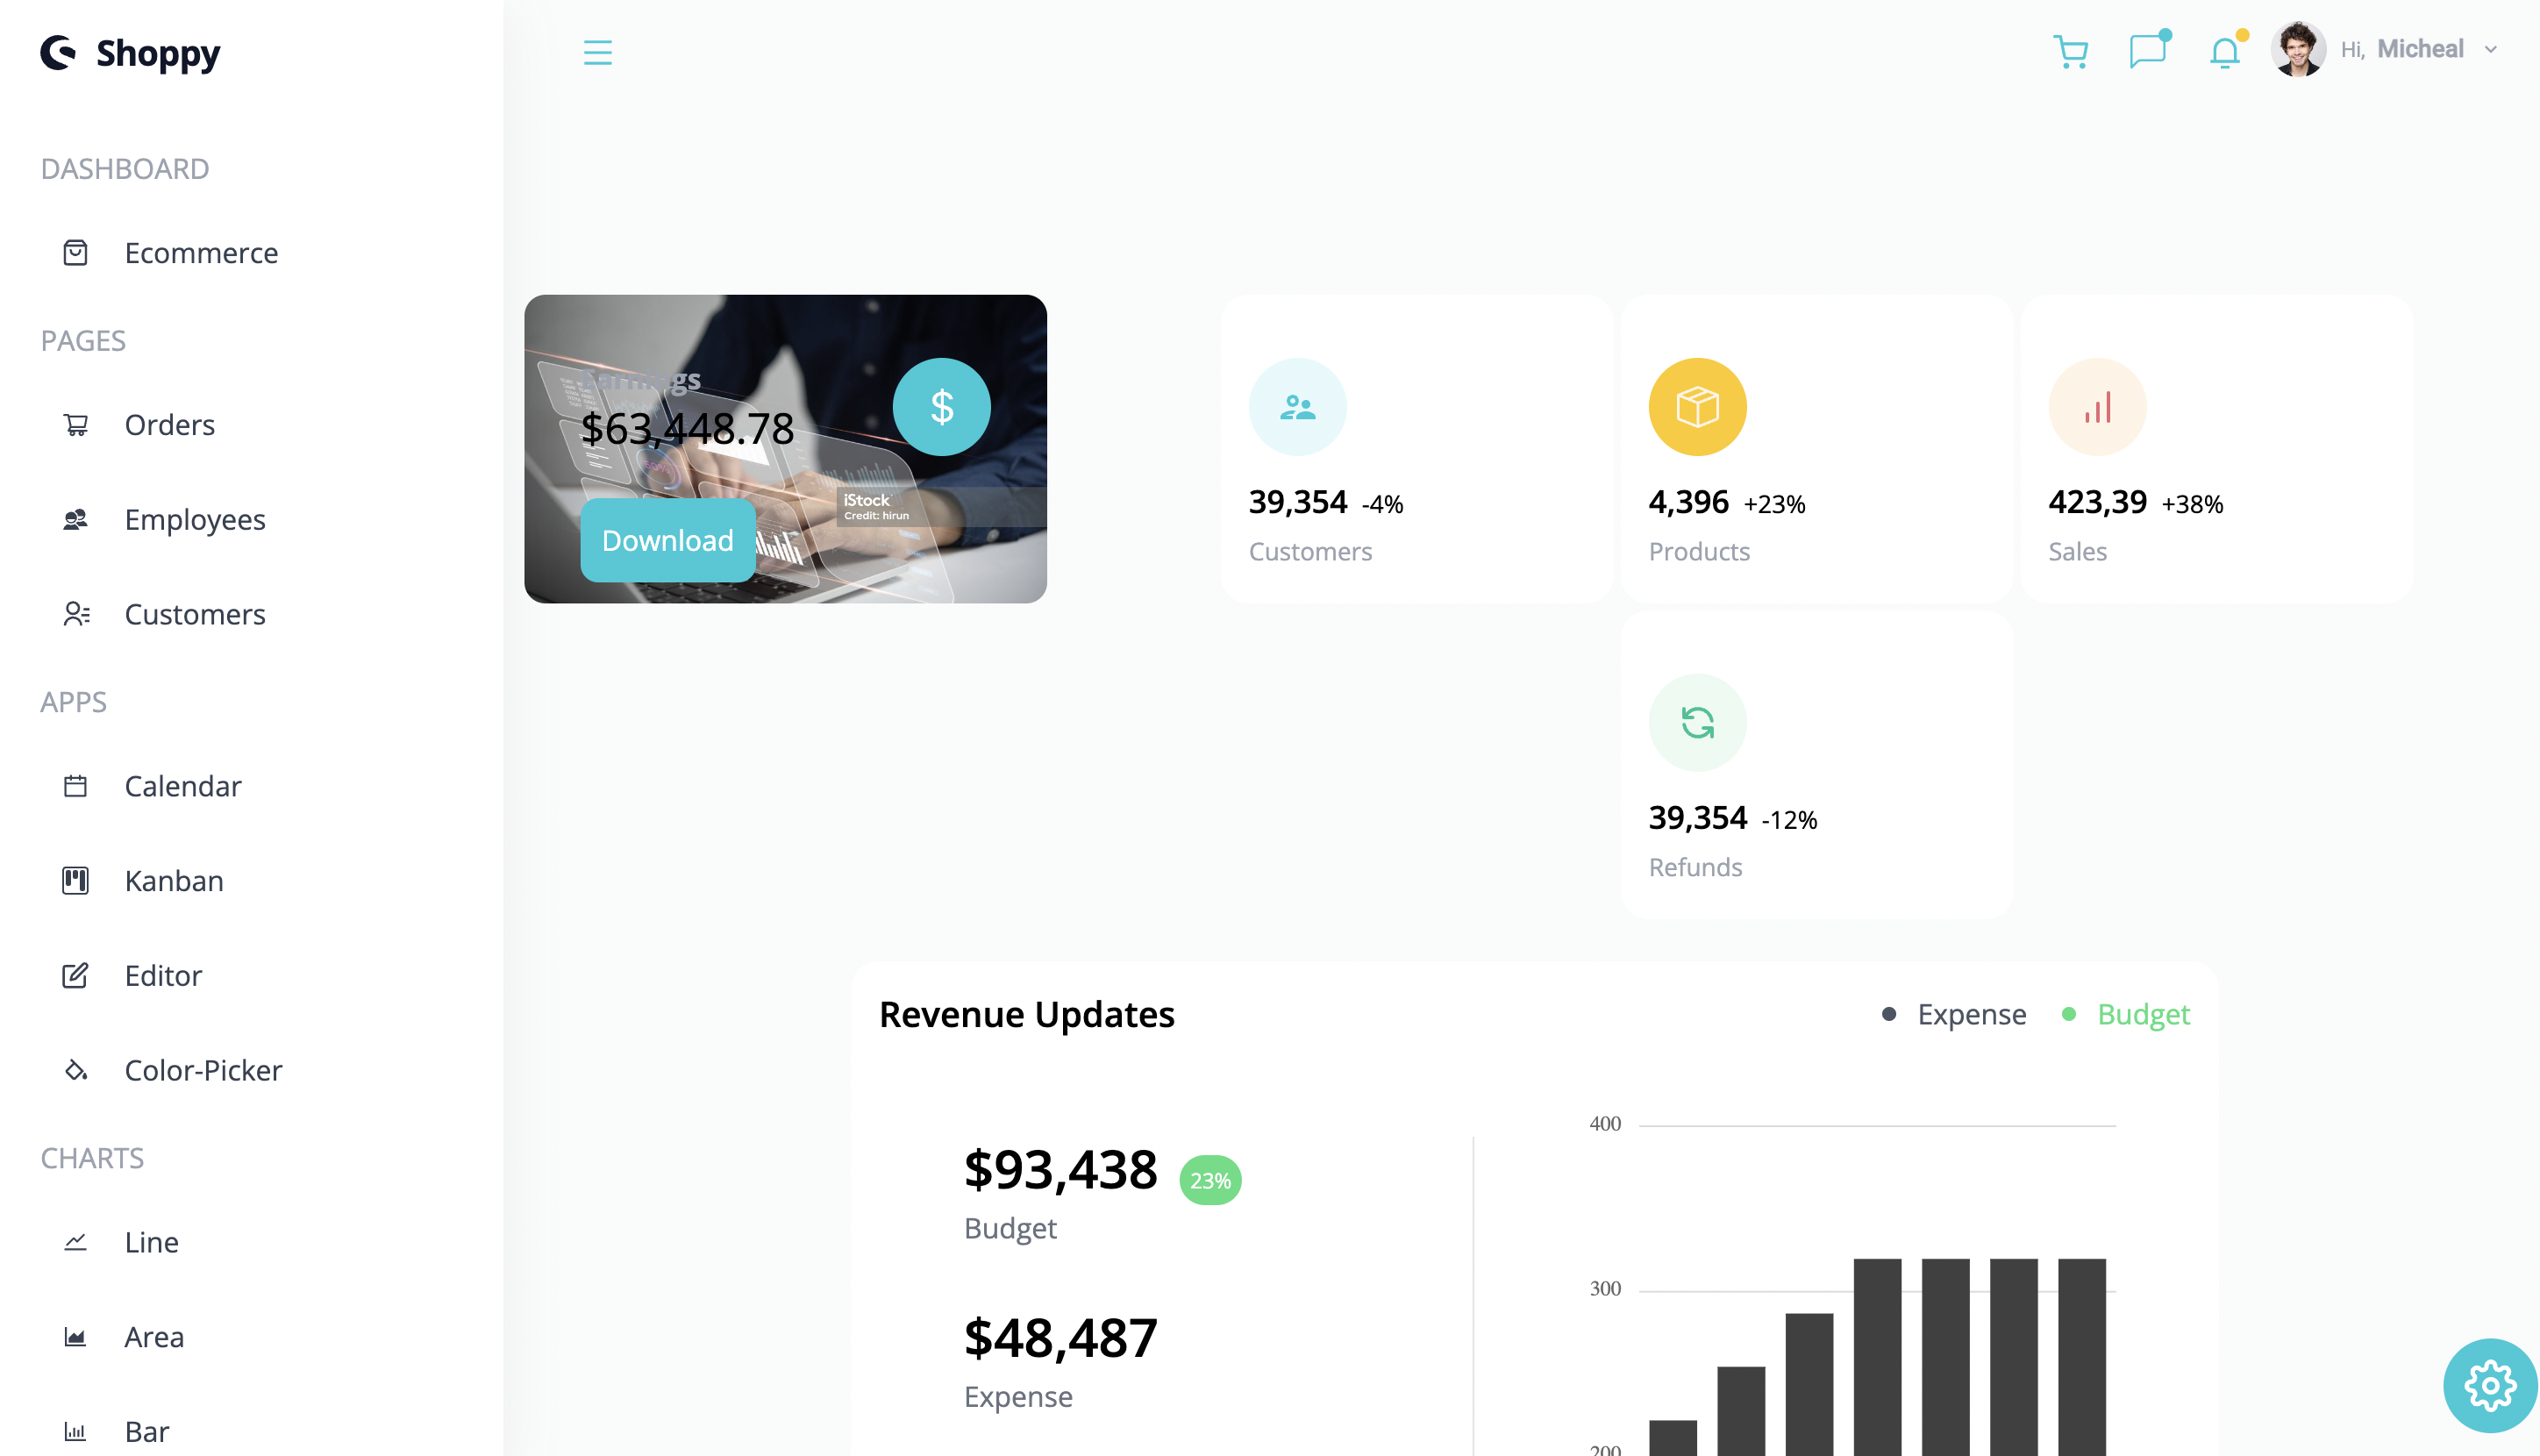 Shoppy
Hi, Micheal
DASHBOARD
Ecommerce
PAGES
Orders
Employees
Customers
APPS
Calendar
Kanban
Editor
Color-Picker
CHARTS
Line
Area
Bar
Earnings
$63,448.78
$
iStock
Credit: hirun
Download
39,354 -4%
Customers
4,396 +23%
Products
423,39 +38%
Sales
39,354 -12%
Refunds
Revenue Updates
Expense
Budget
$93,438 23%
Budget
$48,487
Expense
400
300
200